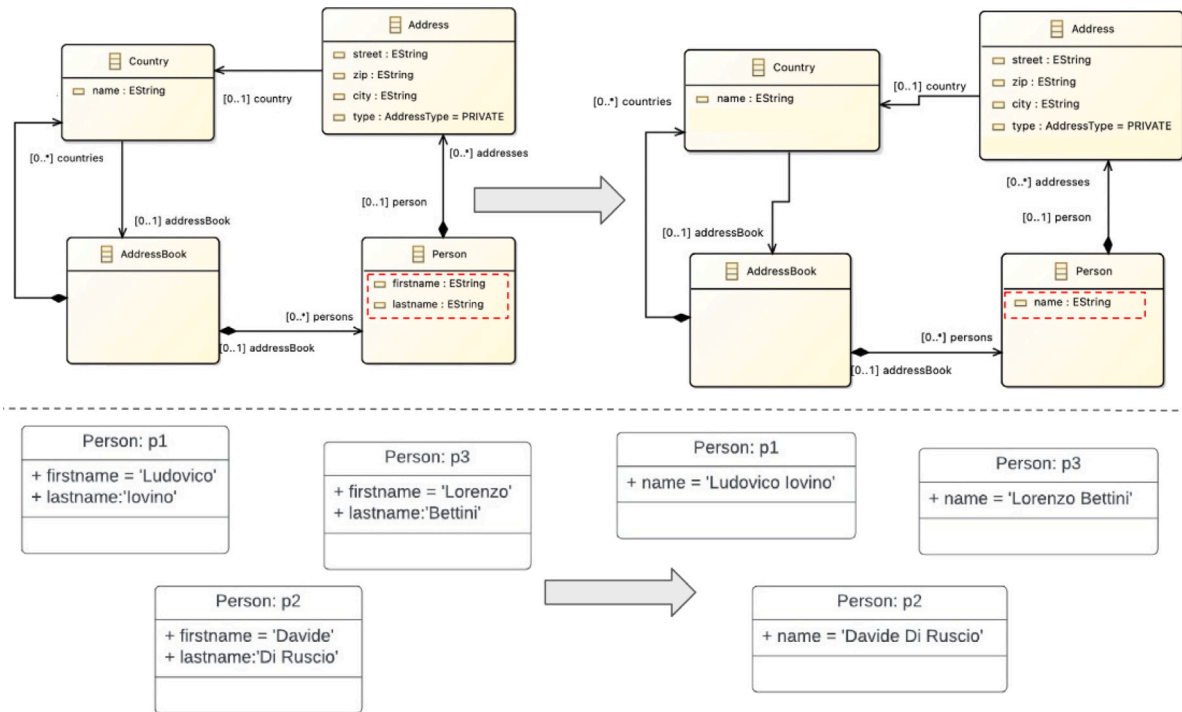 Country
name : EString
Address
street : EString
zip : EString
city : EString
type : AddressType = PRIVATE
[0..1] country
[0..*] countries
[0..*] addresses
[0..1] person
[0..1] addressBook
AddressBook
Person
firstname : EString
lastname : EString
[0..*] persons
[0..1] addressBook
Address
street : EString
zip : EString
city : EString
type : AddressType = PRIVATE
Country
name : EString
[0..*] countries
[0..1] country
[0..*] addresses
[0..1] person
[0..1] addressBook
AddressBook
Person
name : EString
[0..*] persons
[0..1] addressBook
Person: p1
+ firstname = 'Ludovico'
+ lastname:'Iovino'
Person: p3
+ firstname = 'Lorenzo'
+ lastname:'Bettini'
Person: p2
+ firstname = 'Davide'
+ lastname:'Di Ruscio'
Person: p1
+ name = 'Ludovico Iovino'
Person: p3
+ name = 'Lorenzo Bettini'
Person: p2
+ name = 'Davide Di Ruscio'